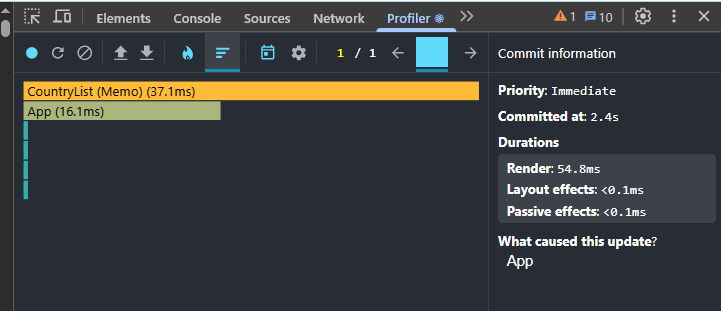 Elements Console Sources Network Profiler 1 10
1 / 1
Commit information
CountryList (Memo) (37.1ms)
App (16.1ms)
Priority: Immediate
Committed at: 2.4s
Durations
Render: 54.8ms
Layout effects: <0.1ms
Passive effects: <0.1ms
What caused this update?
App